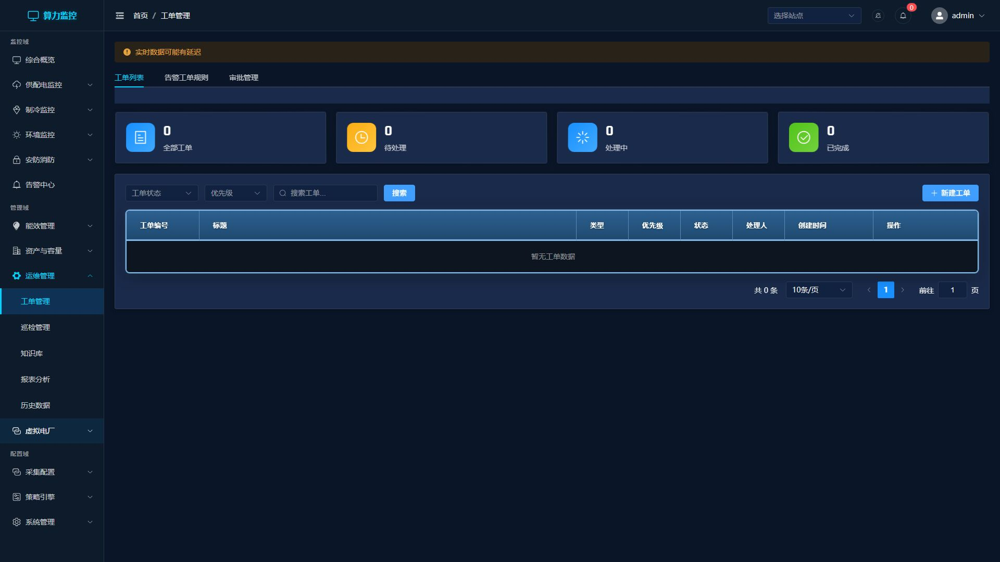 算力监控
监控域
综合概览
供配电监控
制冷监控
环境监控
安防消防
告警中心
管理域
能效管理
资产与容量
运维管理
工单管理
巡检管理
知识库
报表分析
历史数据
虚拟电厂
配置域
采集配置
策略引擎
系统管理
首页 / 工单管理
选择站点
0
admin
实时数据可能有延迟
工单列表 告警工单规则 审批管理
0
全部工单
0
待处理
0
处理中
0
已完成
工单状态 优先级 搜索工单... 搜索 新建工单
工单编号 标题 类型 优先级 状态 处理人 创建时间 操作
暂无工单数据
共 0 条 10条/页 1 前往 1 页